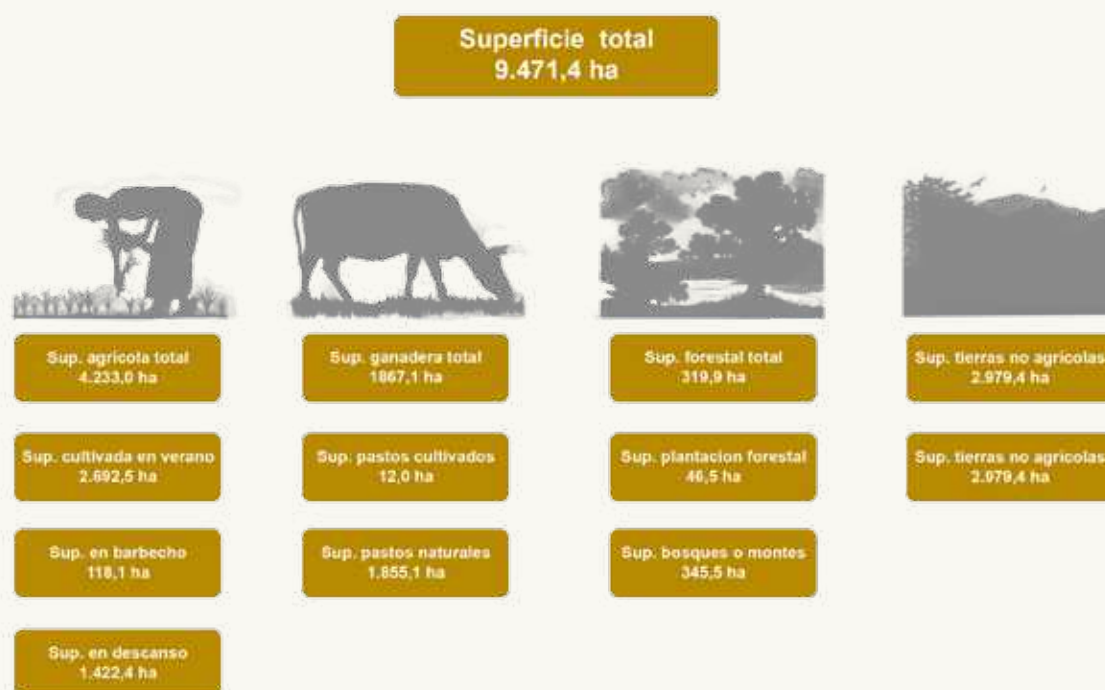 Superficie total
9.471,4 ha
Sup. agrícola total
4.233,0 ha
Sup. ganadera total
1867,1 ha
Sup. forestal total
319,9 ha
Sup. tierras no agrícolas
2.979,4 ha
Sup. cultivada en verano
2.692,5 ha
Sup. pastos cultivados
12,0 ha
Sup. plantacion forestal
46,5 ha
Sup. tierras no agrícolas
2.979,4 ha
Sup. en barbecho
118,1 ha
Sup. pastos naturales
1.855,1 ha
Sup. bosques o montes
345,5 ha
Sup. en descanso
1.422,4 ha